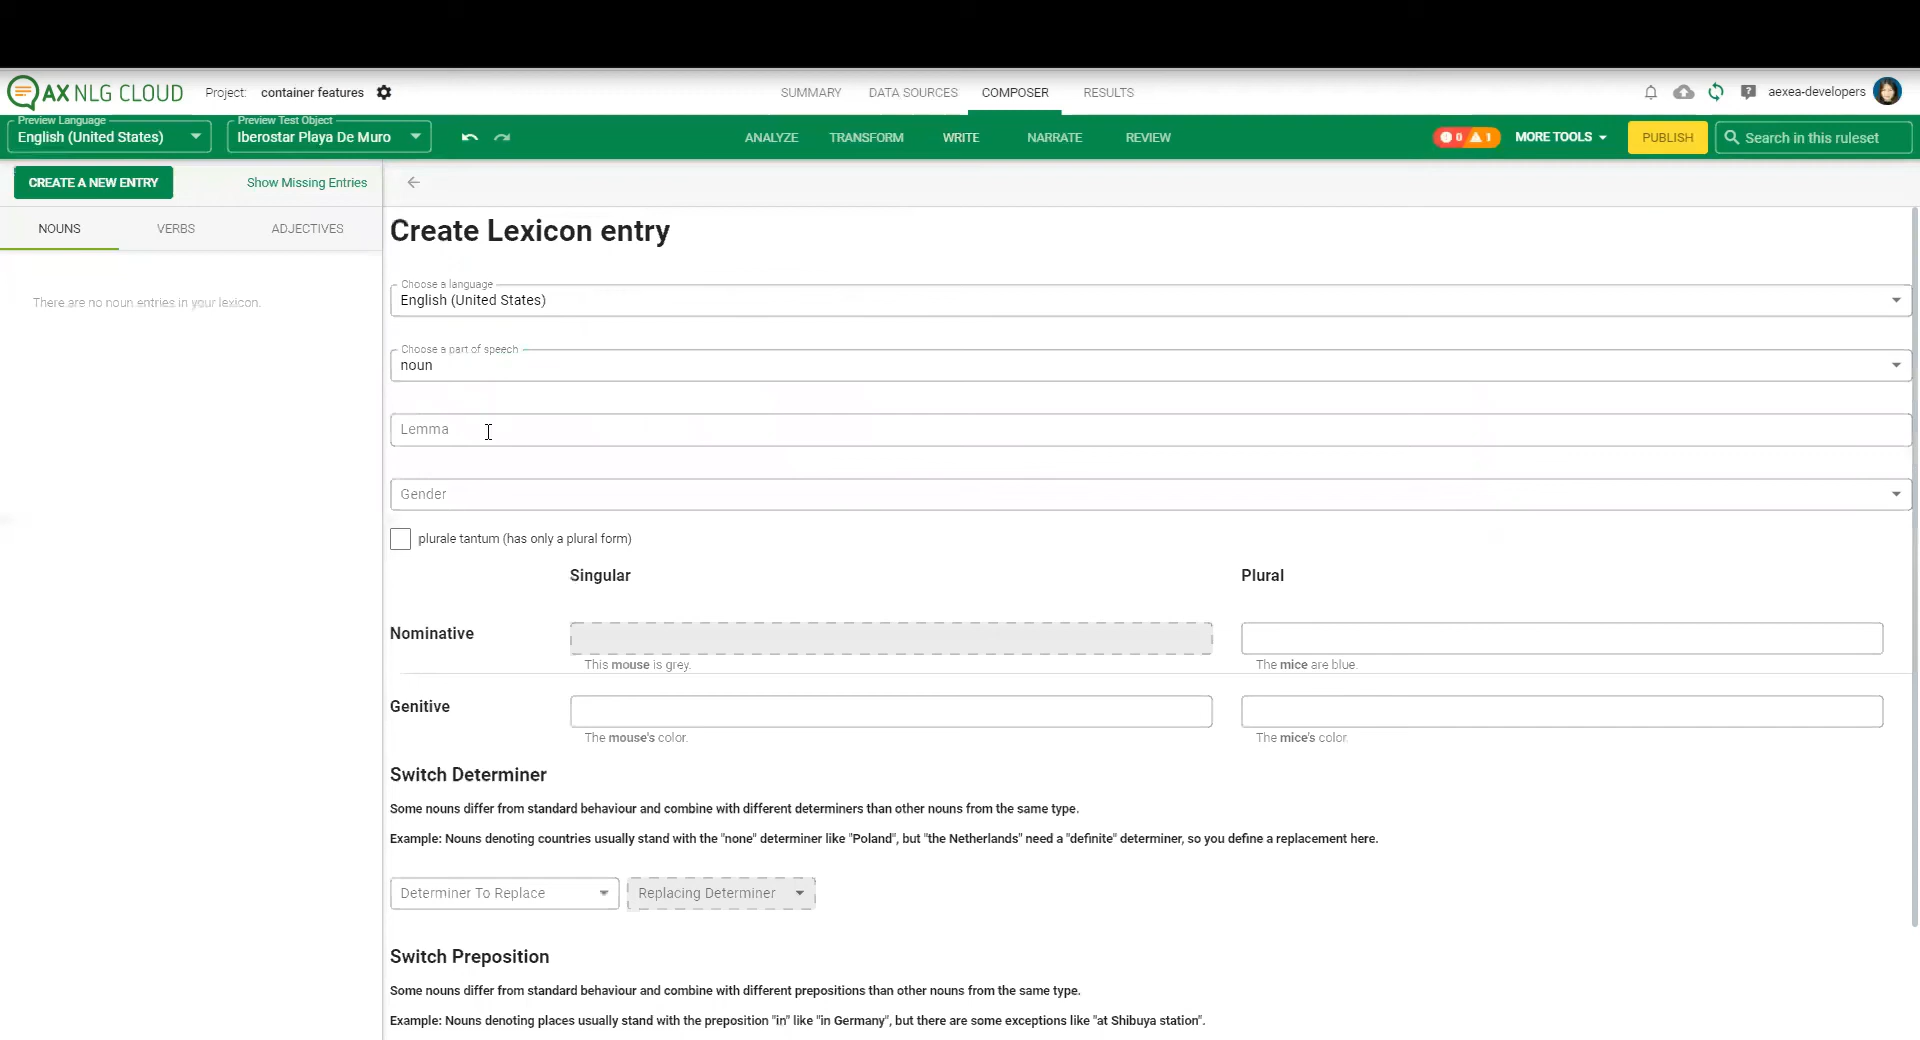 AX NLG CLOUD Project: container features SUMMARY DATA SOURCES COMPOSER RESULTS aexea-developers
Preview Language Preview Test Object
English (United States) Iberostar Playa De Muro ANALYZE TRANSFORM WRITE NARRATE REVIEW 0 1 MORE TOOLS PUBLISH Search in this ruleset
CREATE A NEW ENTRY Show Missing Entries
NOUNS VERBS ADJECTIVES
There are no noun entries in your lexicon.
Create Lexicon entry
Choose a language
English (United States)
Choose a part of speech
noun
Lemma
Gender
plurale tantum (has only a plural form)
Singular Plural
Nominative
This mouse is grey. The mice are blue.
Genitive
The mouse's color. The mice's color.
Switch Determiner
Some nouns differ from standard behaviour and combine with different determiners than other nouns from the same type.
Example: Nouns denoting countries usually stand with the "none" determiner like "Poland", but "the Netherlands" need a "definite" determiner, so you define a replacement here.
Determiner To Replace Replacing Determiner
Switch Preposition
Some nouns differ from standard behaviour and combine with different prepositions than other nouns from the same type.
Example: Nouns denoting places usually stand with the preposition "in" like "in Germany", but there are some exceptions like "at Shibuya station".